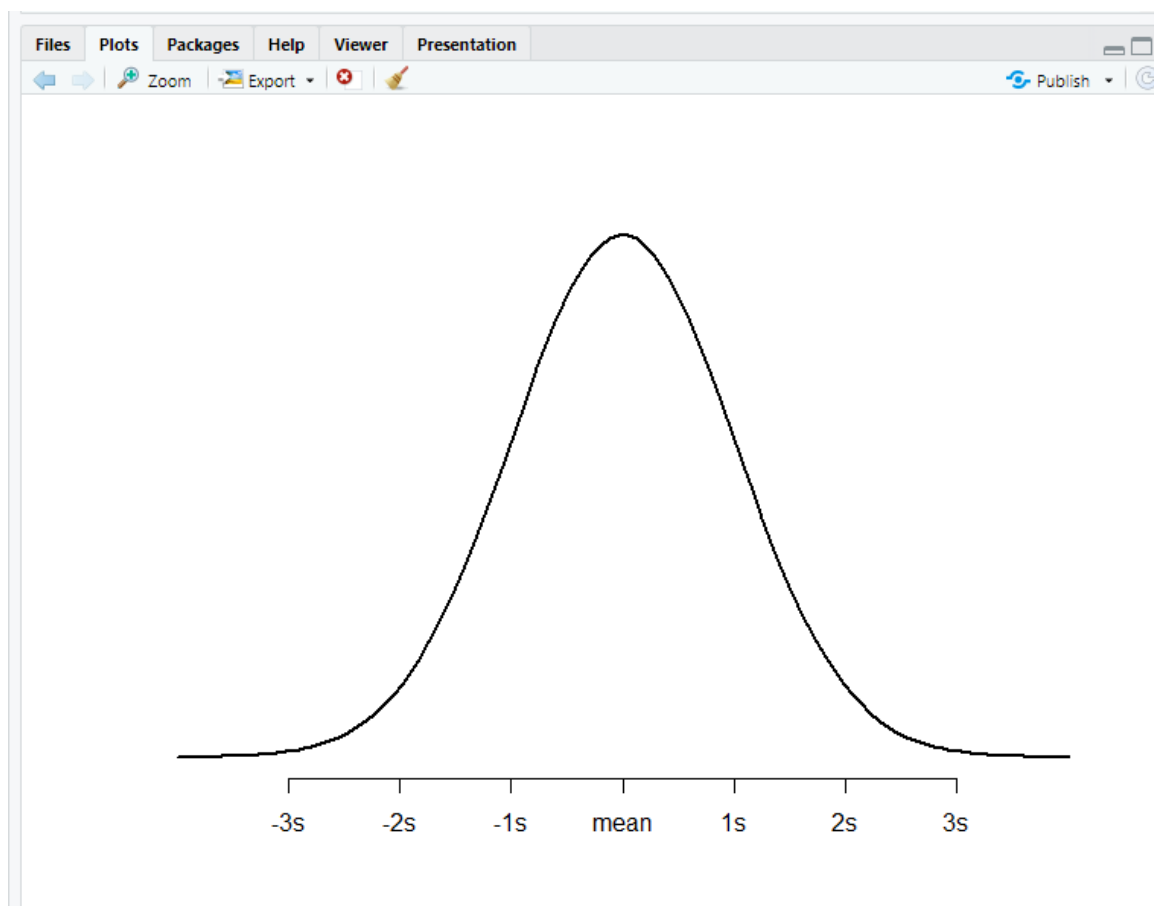 Files Plots Packages Help Viewer Presentation
Zoom Export Publish
-3s -2s -1s mean 1s 2s 3s